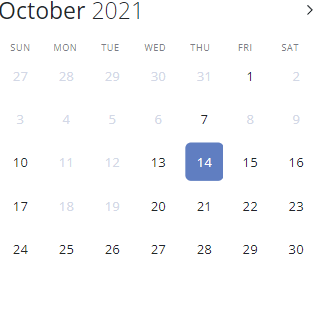 October 2021
SUN MON TUE WED THU FRI SAT
27 28 29 30 31 1 2
3 4 5 6 7 8 9
10 11 12 13 14 15 16
17 18 19 20 21 22 23
24 25 26 27 28 29 30